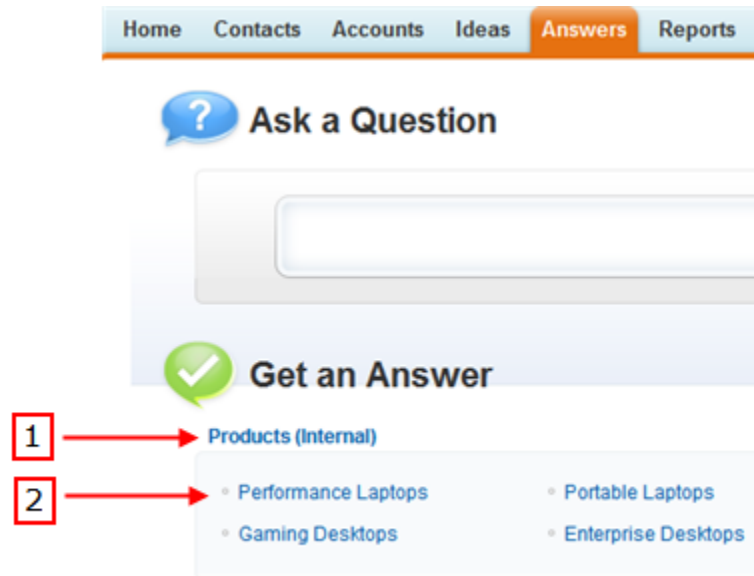 Home Contacts Accounts Ideas Answers Reports
?
Ask a Question
Get an Answer
1
Products (Internal)
2
Performance Laptops Portable Laptops
Gaming Desktops Enterprise Desktops